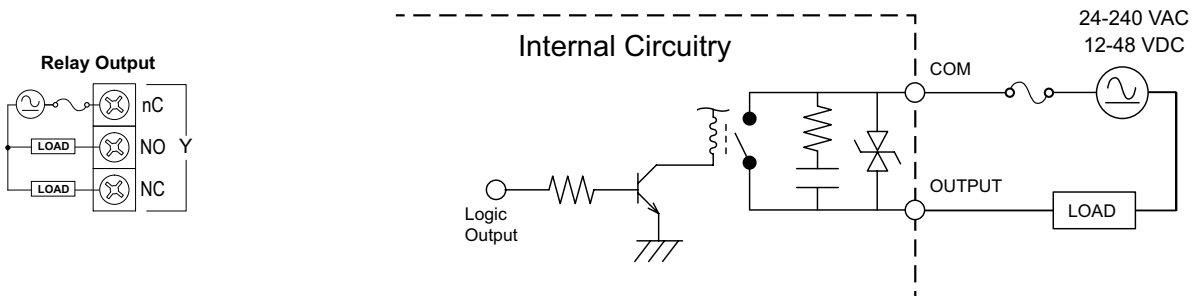 Relay Output
nC
LOAD
NO
Y
LOAD
NC
Internal Circuitry
24-240 VAC
12-48 VDC
COM
Logic
Output
OUTPUT
LOAD